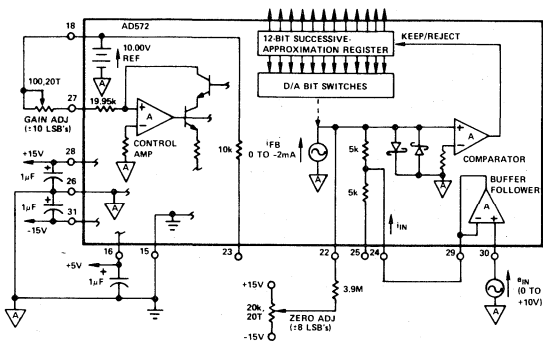 AD572
18
10.00V
REF
A
100,20T
27
19.95k
GAIN ADJ
(±10 LSB's)
+
A
-
CONTROL
AMP
A
10k
12-BIT SUCCESSIVE-
APPROXIMATION REGISTER
KEEP/REJECT
D/A BIT SWITCHES
iFB
0 TO -2mA
A
5k
5k
+
A
-
COMPARATOR
A
BUFFER
FOLLOWER
A
- +
iIN
+15V
28
1µF
+
26
A
1µF
+
31
-15V
16
15
23
22
25
24
29
30
+5V
+
1µF
A
+15V
20k,
20T
-15V
3.9M
ZERO ADJ
(±8 LSB's)
eIN
(0 TO
+10V)
A